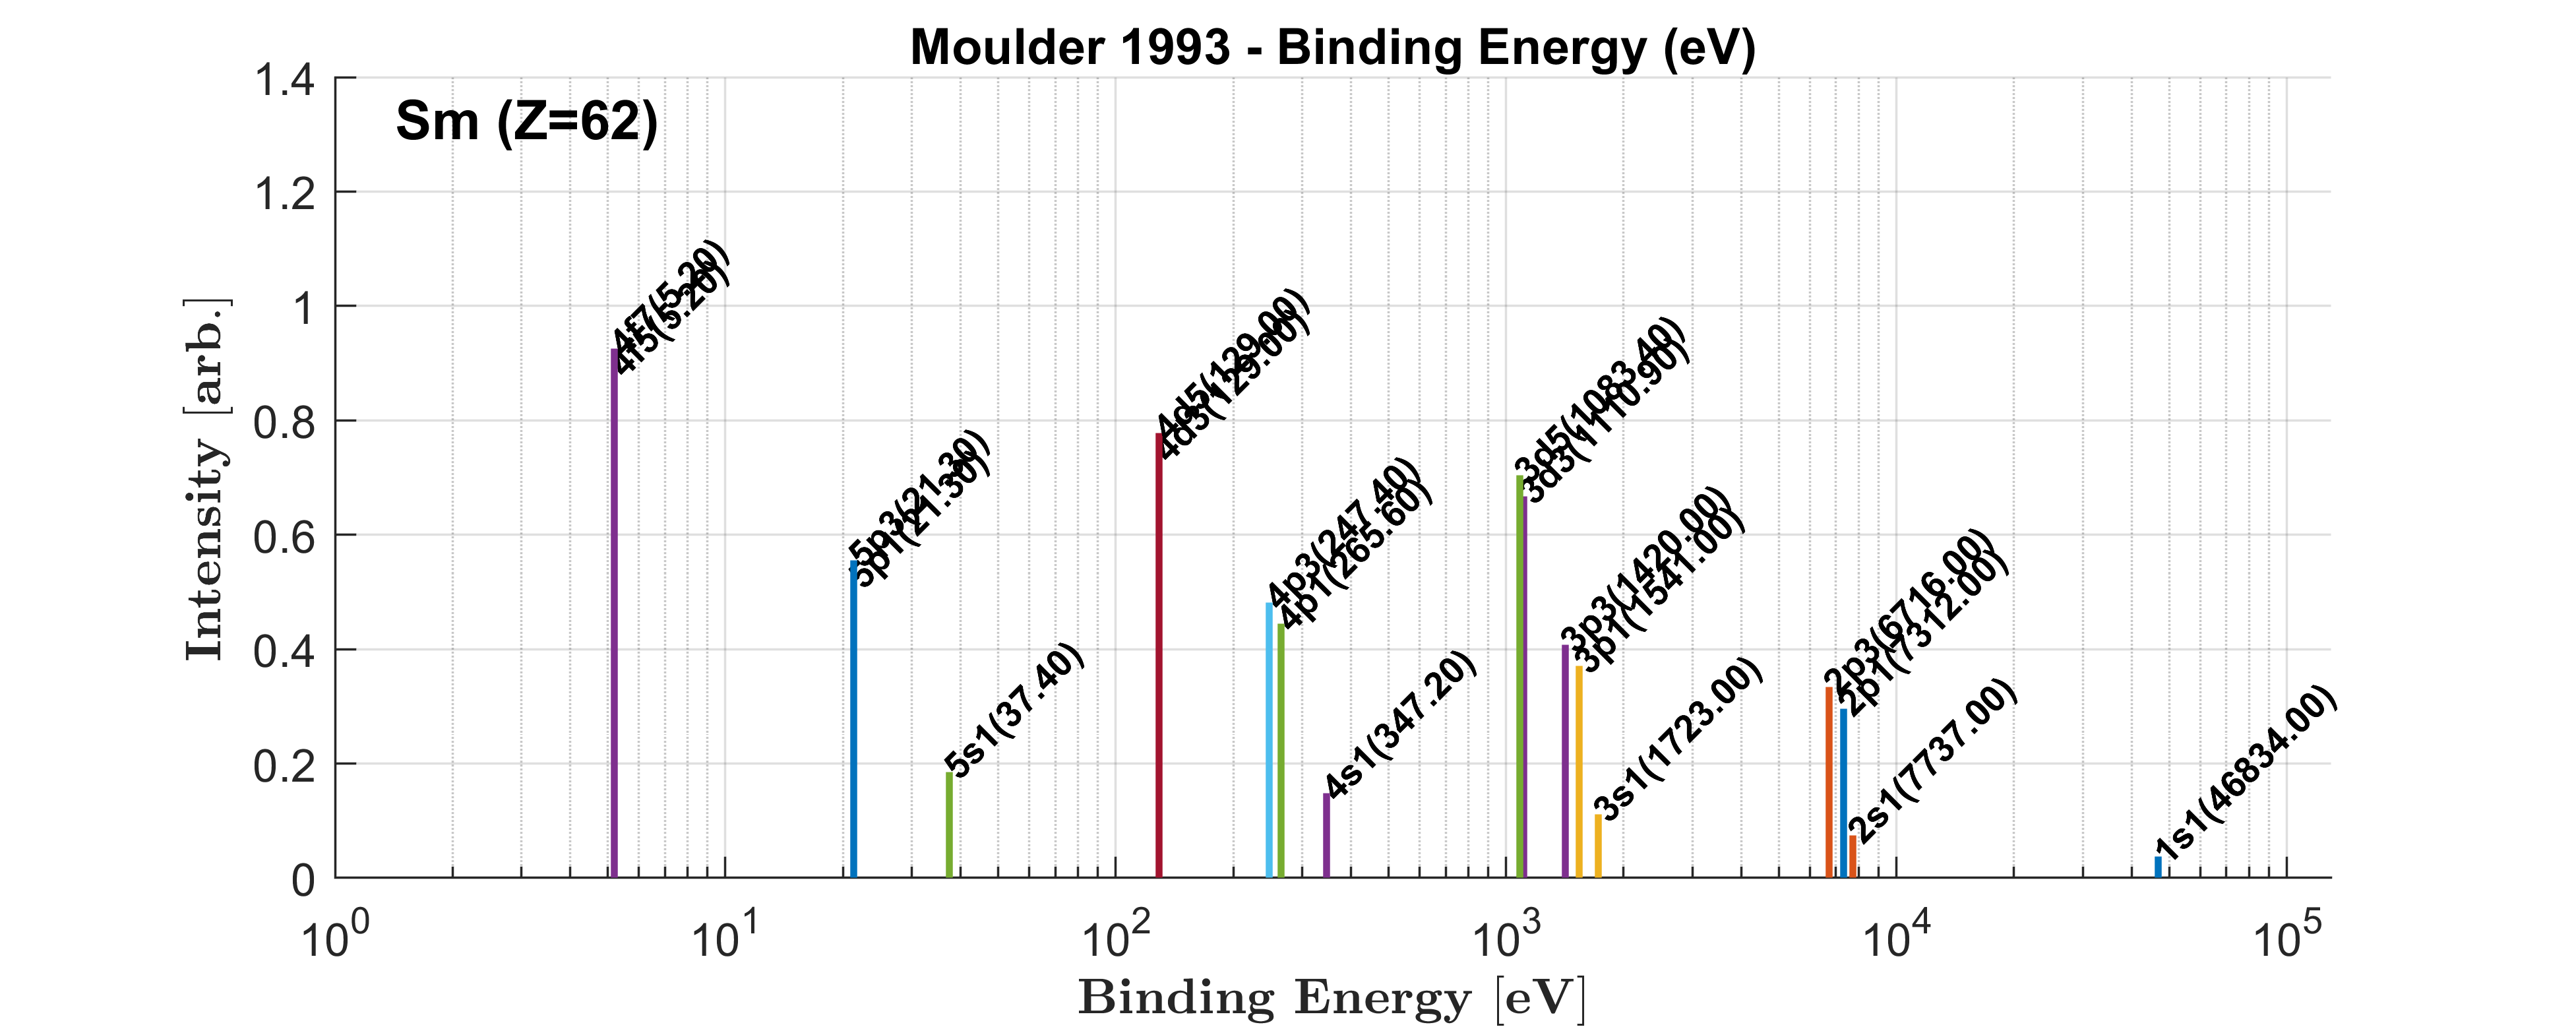 Moulder 1993 - Binding Energy (eV)
Sm (Z=62)
1.4
1.2
1
0.8
0.6
0.4
0.2
0
Intensity [arb.]
4f7(5.20)
4f5(5.20)
5p3(21.30)
5p1(21.30)
5s1(37.40)
4d5(129.00)
4d3(129.00)
4p3(247.40)
4p1(265.60)
4s1(347.20)
3d5(1083.40)
3d3(1110.90)
3p3(1420.00)
3p1(1541.00)
3s1(1723.00)
2p3(6716.00)
2p1(7312.00)
2s1(7737.00)
1s1(46834.00)
10^0 10^1 10^2 10^3 10^4 10^5
Binding Energy [eV]